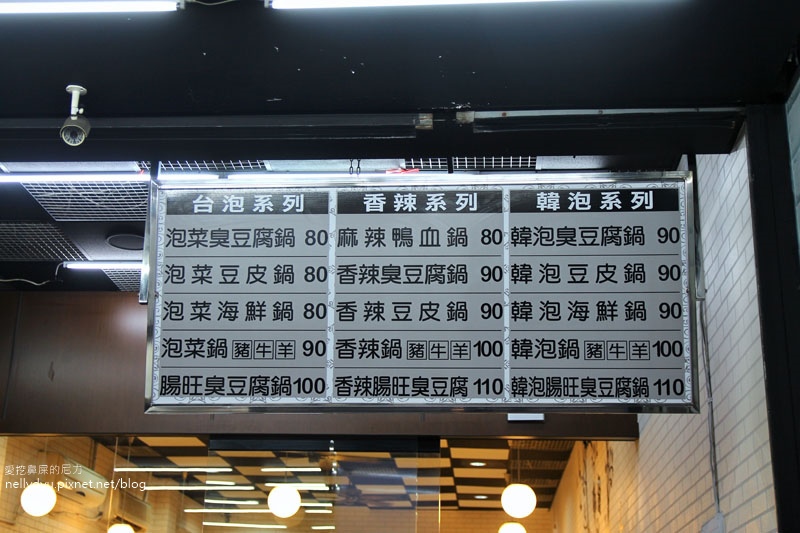 台泡系列
泡菜臭豆腐鍋 80
泡菜豆皮鍋 80
泡菜海鮮鍋 80
泡菜鍋 豬 牛 羊 90
腸旺臭豆腐鍋 100
香辣系列
麻辣鴨血鍋 80
香辣臭豆腐鍋 90
香辣豆皮鍋 90
香辣鍋 豬 牛 羊 100
香辣腸旺臭豆腐 110
韓泡系列
韓泡臭豆腐鍋 90
韓泡豆皮鍋 90
韓泡海鮮鍋 90
韓泡鍋 豬 牛 羊 100
韓泡腸旺臭豆腐鍋 110
愛挖鼻屎的尼力
nellydyu.pixnet.net/blog